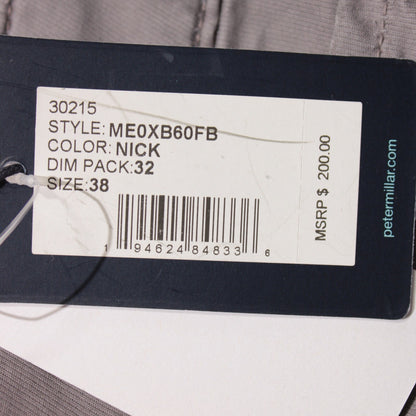 30215
STYLE: ME0XB60FB
COLOR: NICK
DIM PACK:32
SIZE:38
1 94624 84833 6
MSRP $ 200.00
petermillar.com